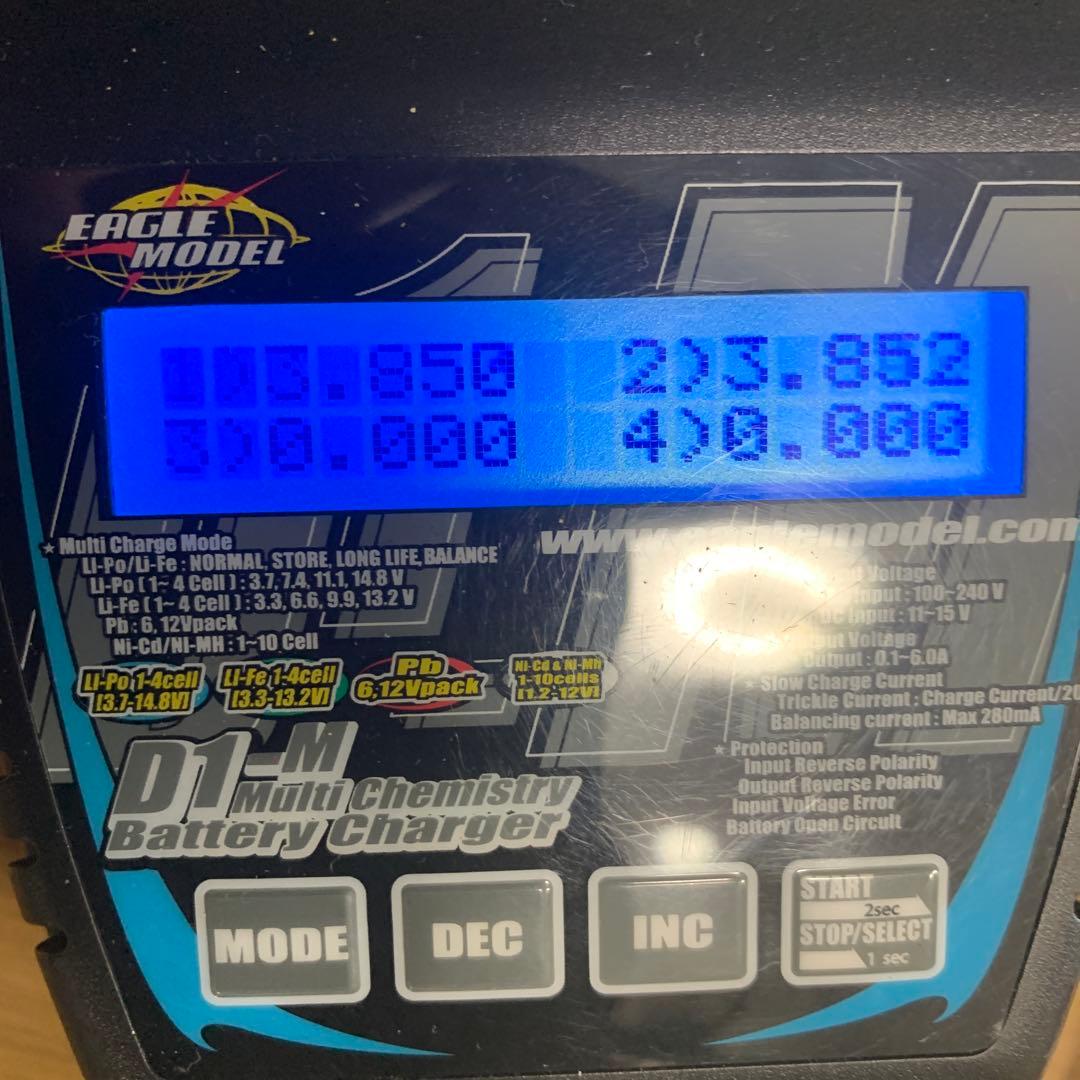 EAGLE
MODEL
1)3.850 2)3.852
3)0.000 4)0.000
★ Multi Charge Mode
Li-Po/Li-Fe : NORMAL, STORE, LONG LIFE, BALANCE
Li-Po ( 1~ 4 Cell ) : 3.7, 7.4, 11.1, 14.8 V
Li-Fe ( 1~ 4 Cell ) : 3.3, 6.6, 9.9, 13.2 V
Pb : 6, 12Vpack
Ni-Cd/Ni-MH : 1~10 Cell
Li-Po 1-4cell
[3.7-14.8V]
Li-Fe 1-4cell
[3.3-13.2V]
Pb
6,12Vpack
Ni-Cd & Ni-Mh
1-10cells
[1.2-12V]
Voltage
Input : 100~240 V
Input : 11~15 V
Voltage
Output : 0.1~6.0A
★ Slow Charge Current
Trickle Current : Charge Current/20
Balancing current : Max 280mA
★ Protection
Input Reverse Polarity
Output Reverse Polarity
Input Voltage Error
Battery Open Circuit
D1-M
Multi Chemistry
Battery Charger
MODE
DEC
INC
START
2sec
STOP/SELECT
1 sec